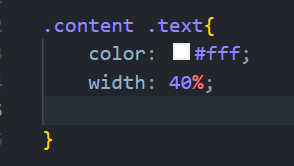 .content .text{
color: #fff;
width: 40%;
}